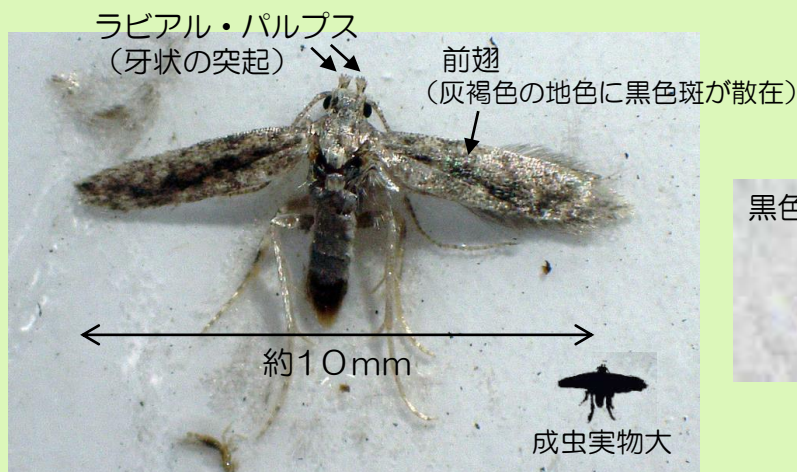 ラビアル・パルプス
（牙状の突起）
前翅
（灰褐色の地色に黒色斑が散在）
黒色
約１０mm
成虫実物大